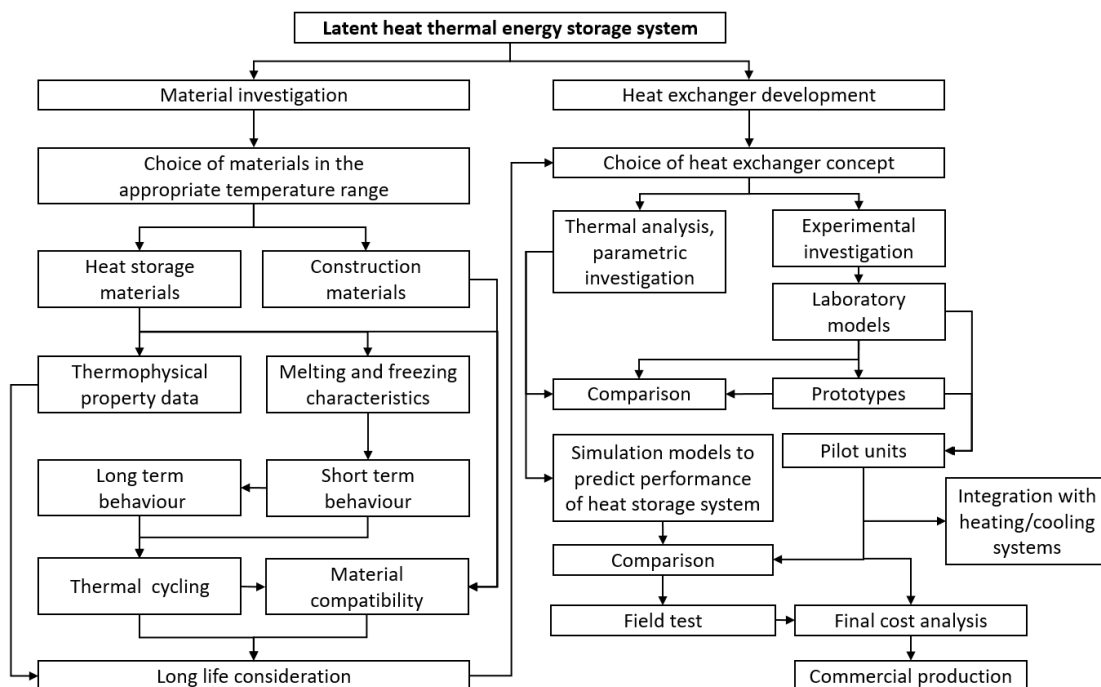 Latent heat thermal energy storage system
Material investigation
Choice of materials in the
appropriate temperature range
Heat storage
materials
Construction
materials
Thermophysical
property data
Melting and freezing
characteristics
Long term
behaviour
Short term
behaviour
Thermal cycling
Material
compatibility
Long life consideration
Heat exchanger development
Choice of heat exchanger concept
Thermal analysis,
parametric
investigation
Experimental
investigation
Laboratory
models
Comparison
Prototypes
Simulation models to
predict performance
of heat storage system
Pilot units
Integration with
heating/cooling
systems
Comparison
Field test
Final cost analysis
Commercial production